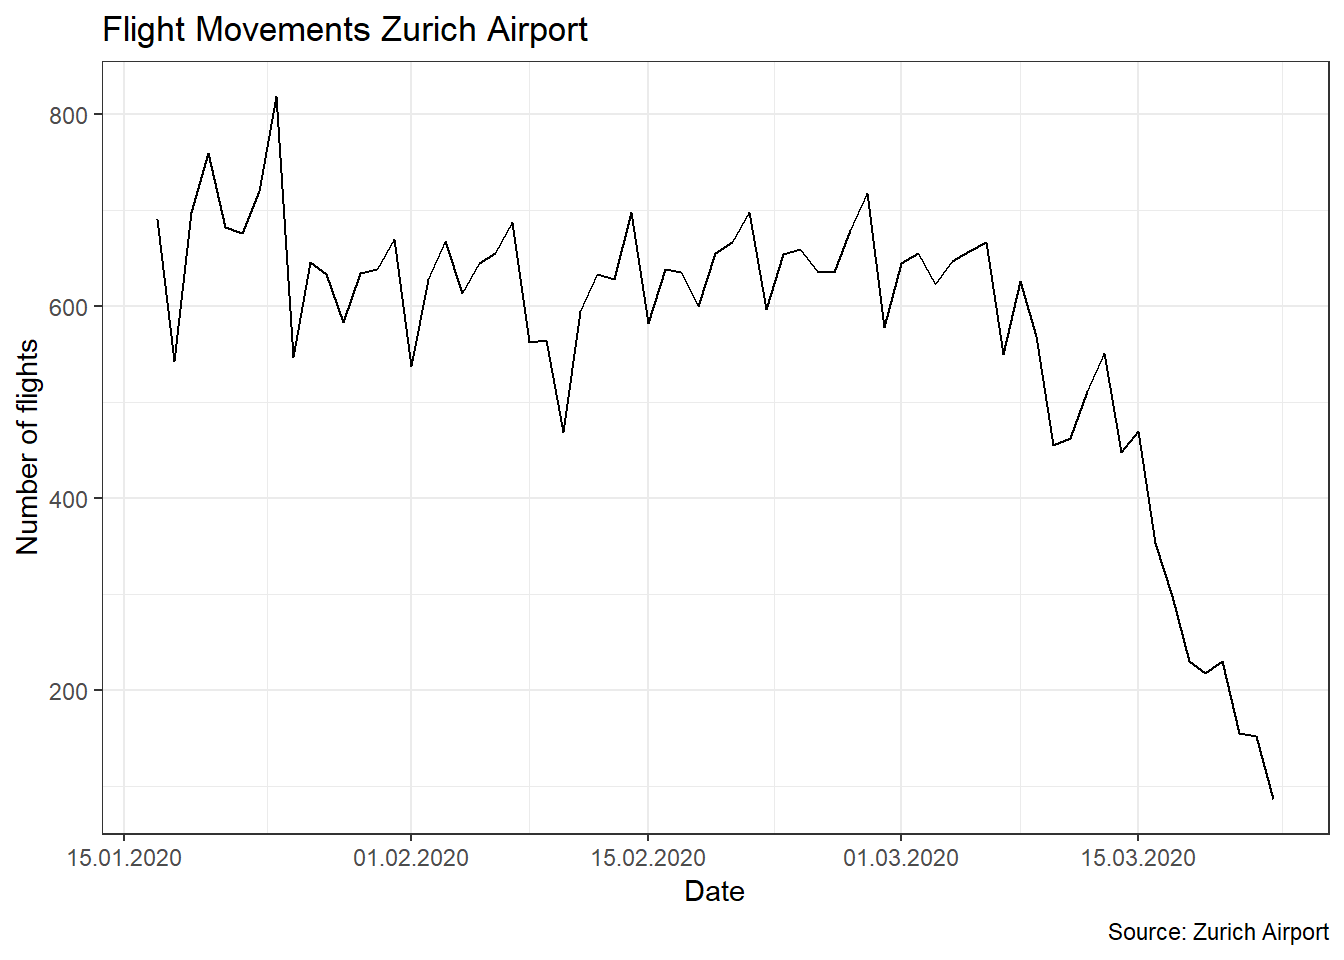 Flight Movements Zurich Airport
800
600
400
200
Number of flights
15.01.2020 01.02.2020 15.02.2020 01.03.2020 15.03.2020
Date
Source: Zurich Airport